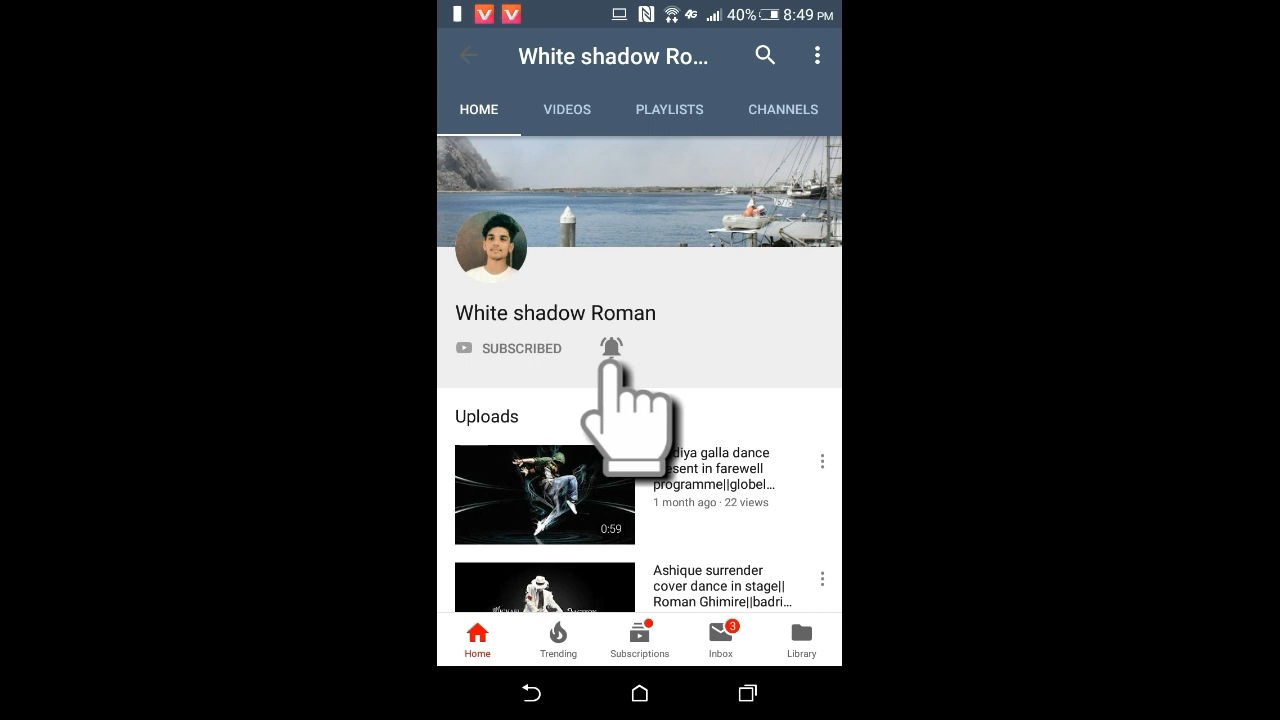 40% 8:49 PM
White shadow Ro...
HOME VIDEOS PLAYLISTS CHANNELS
White shadow Roman
SUBSCRIBED
Uploads
galla dance
in farewell
programme||globel...
1 month ago · 22 views
0:59
Ashique surrender
cover dance in stage||
Roman Ghimire||badri...
3
Home Trending Subscriptions Inbox Library